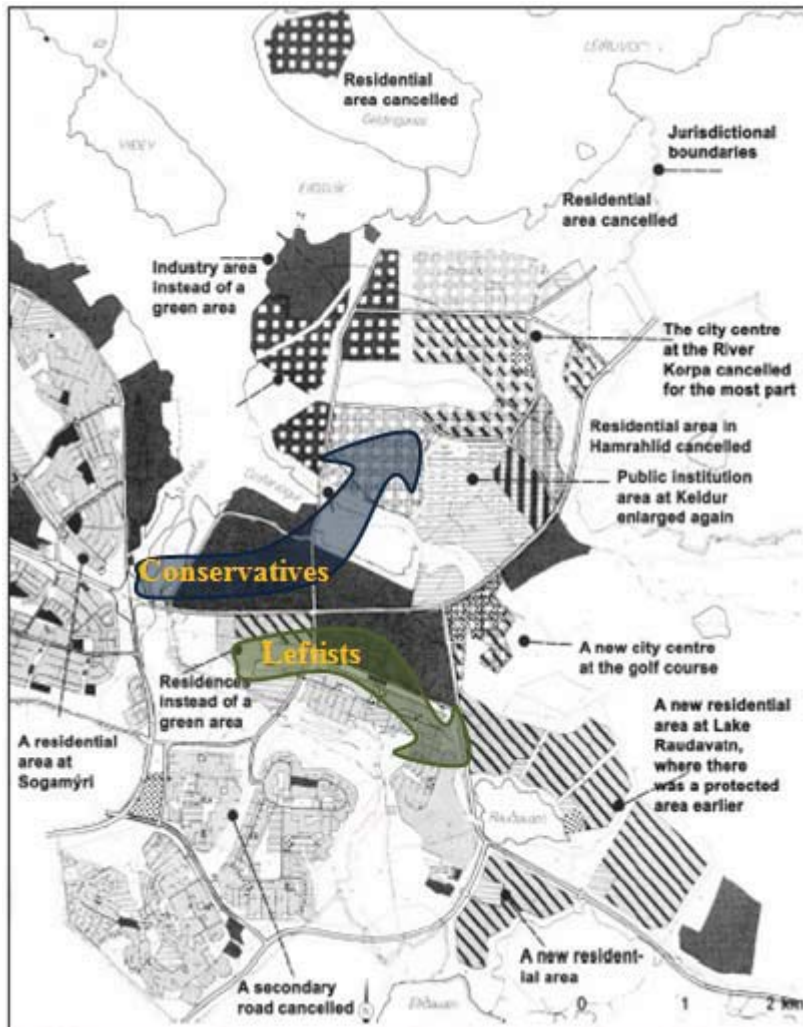 Residential
area cancelled
Geldinganes
VIÐEY
Jurisdictional
boundaries
Residential
area cancelled
Industry area
instead of a
green area
The city centre
at the River
Korpa cancelled
for the most part
Residential area in
Hamrahlid cancelled
Public institution
area at Keldur
enlarged again
Conservatives
Leftists
A new city centre
at the golf course
Residences
instead of a
green area
A residential
area at
Sogamýri
A new residential
area at Lake
Raudavatn,
where there
was a protected
area earlier
A new resident-
ial area
A secondary
road cancelled
0 1 2 km